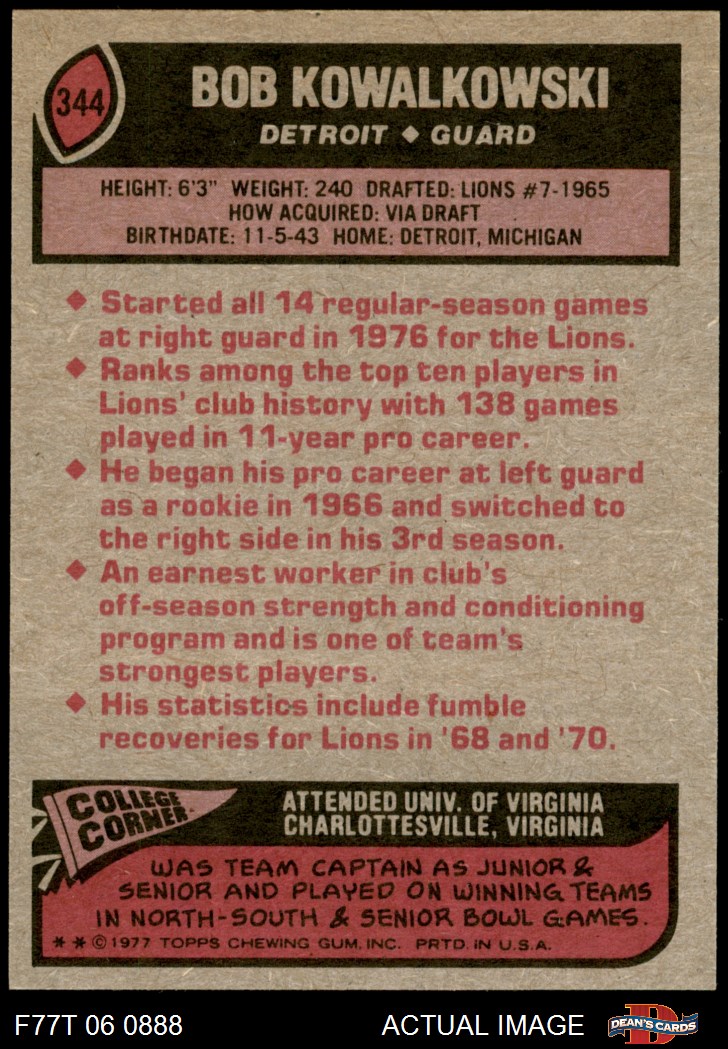 344
BOB KOWALKOWSKI
DETROIT ◆ GUARD
HEIGHT: 6'3" WEIGHT: 240 DRAFTED: LIONS #7-1965
HOW ACQUIRED: VIA DRAFT
BIRTHDATE: 11-5-43 HOME: DETROIT, MICHIGAN
◆ Started all 14 regular-season games
at right guard in 1976 for the Lions.
◆ Ranks among the top ten players in
Lions' club history with 138 games
played in 11-year pro career.
◆ He began his pro career at left guard
as a rookie in 1966 and switched to
the right side in his 3rd season.
◆ An earnest worker in club's
off-season strength and conditioning
program and is one of team's
strongest players.
◆ His statistics include fumble
recoveries for Lions in '68 and '70.
COLLEGE
CORNER
ATTENDED UNIV. OF VIRGINIA
CHARLOTTESVILLE, VIRGINIA
WAS TEAM CAPTAIN AS JUNIOR &
SENIOR AND PLAYED ON WINNING TEAMS
IN NORTH-SOUTH & SENIOR BOWL GAMES.
* * © 1977 TOPPS CHEWING GUM, INC. PRTD. IN U.S.A.
F77T 06 0888
ACTUAL IMAGE
DEAN'S CARDS